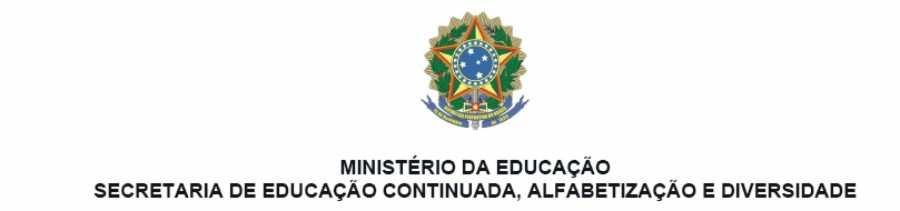 MINISTÉRIO DA EDUCAÇÃO
SECRETARIA DE EDUCAÇÃO CONTINUADA, ALFABETIZAÇÃO E DIVERSIDADE